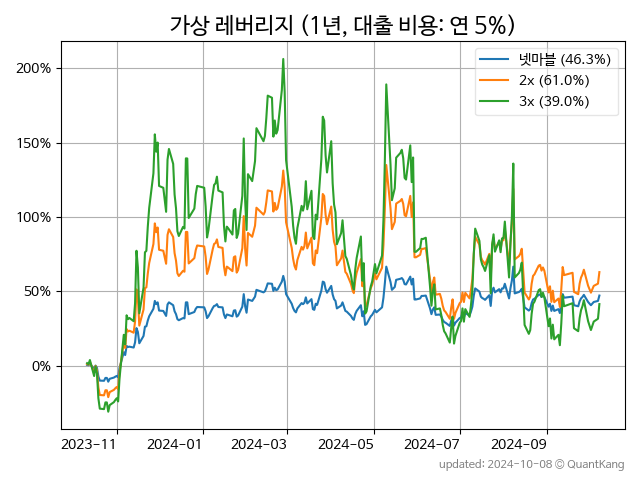 가상 레버리지 (1년, 대출 비용: 연 5%)
넷마블 (46.3%)
2x (61.0%)
3x (39.0%)
200%
150%
100%
50%
0%
2023-11 2024-01 2024-03 2024-05 2024-07 2024-09
updated: 2024-10-08 © QuantKang